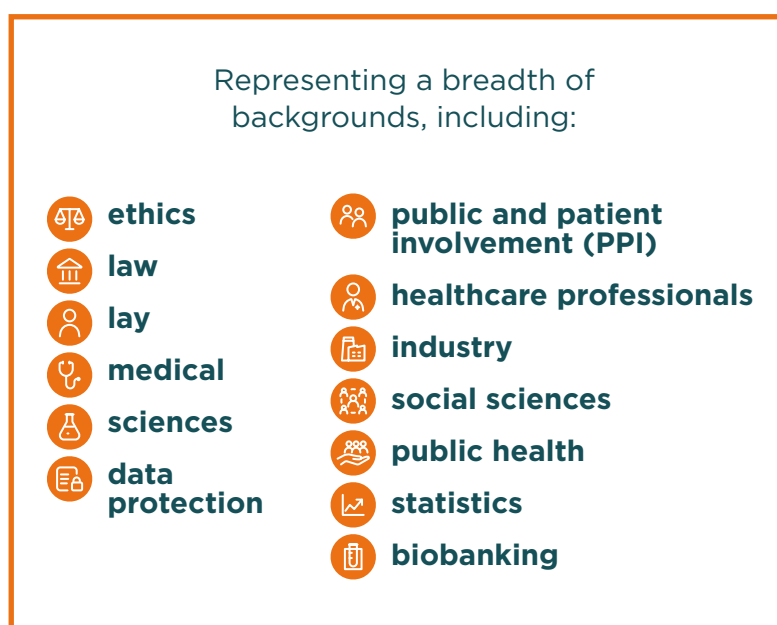 Representing a breadth of
backgrounds, including:
ethics
law
lay
medical
sciences
data
protection
public and patient
involvement (PPI)
healthcare professionals
industry
social sciences
public health
statistics
biobanking